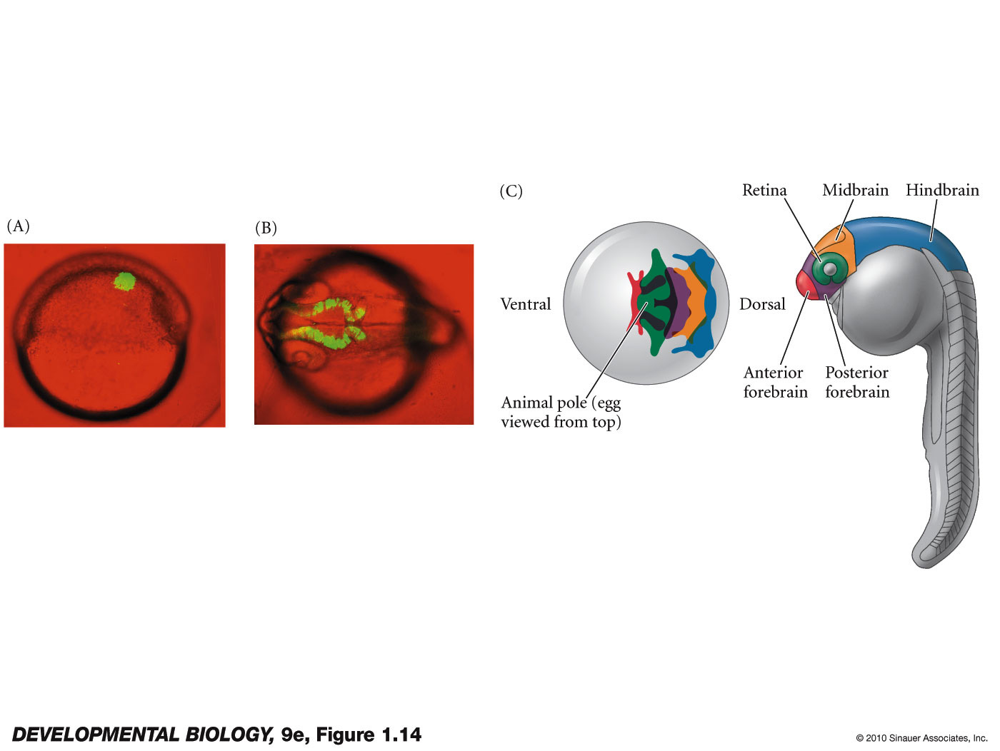 (A)
(B)
(C)
Ventral
Animal pole (egg
viewed from top)
Dorsal
Retina
Midbrain
Hindbrain
Anterior
forebrain
Posterior
forebrain
DEVELOPMENTAL BIOLOGY, 9e, Figure 1.14
© 2010 Sinauer Associates, Inc.